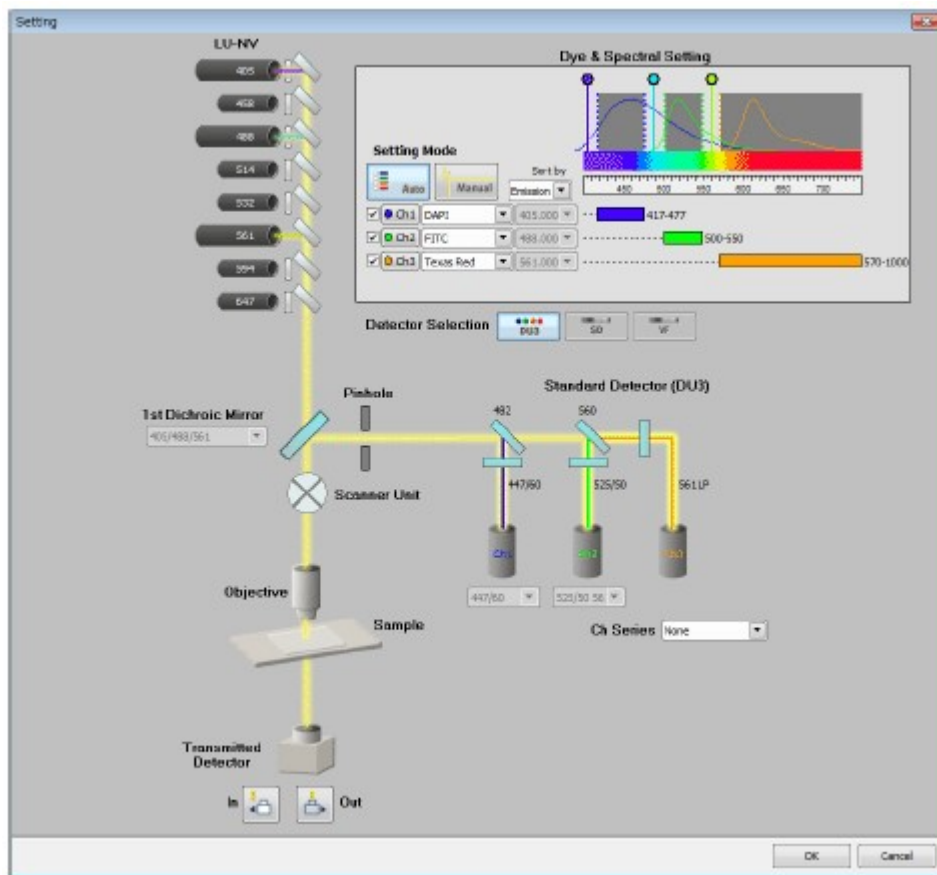 Setting
LU-NV
405
458
488
514
532
561
594
647
Dye & Spectral Setting
Setting Mode
Auto
Manual
Sort by
Emission
450 500 550 600 650 700
Ch1 DAPI 405.000 417-477
Ch2 FITC 488.000 500-550
Ch3 Texas Red 561.000 570-1000
Detector Selection
DU3
SD
VF
Standard Detector (DU3)
Pinhole
482
560
1st Dichroic Mirror
405/488/561
447/60
525/50
561LP
Scanner Unit
Ch1
Ch2
Ch3
447/60
525/50 56
Objective
Sample
Ch Series None
Transmitted
Detector
In
Out
OK
Cancel